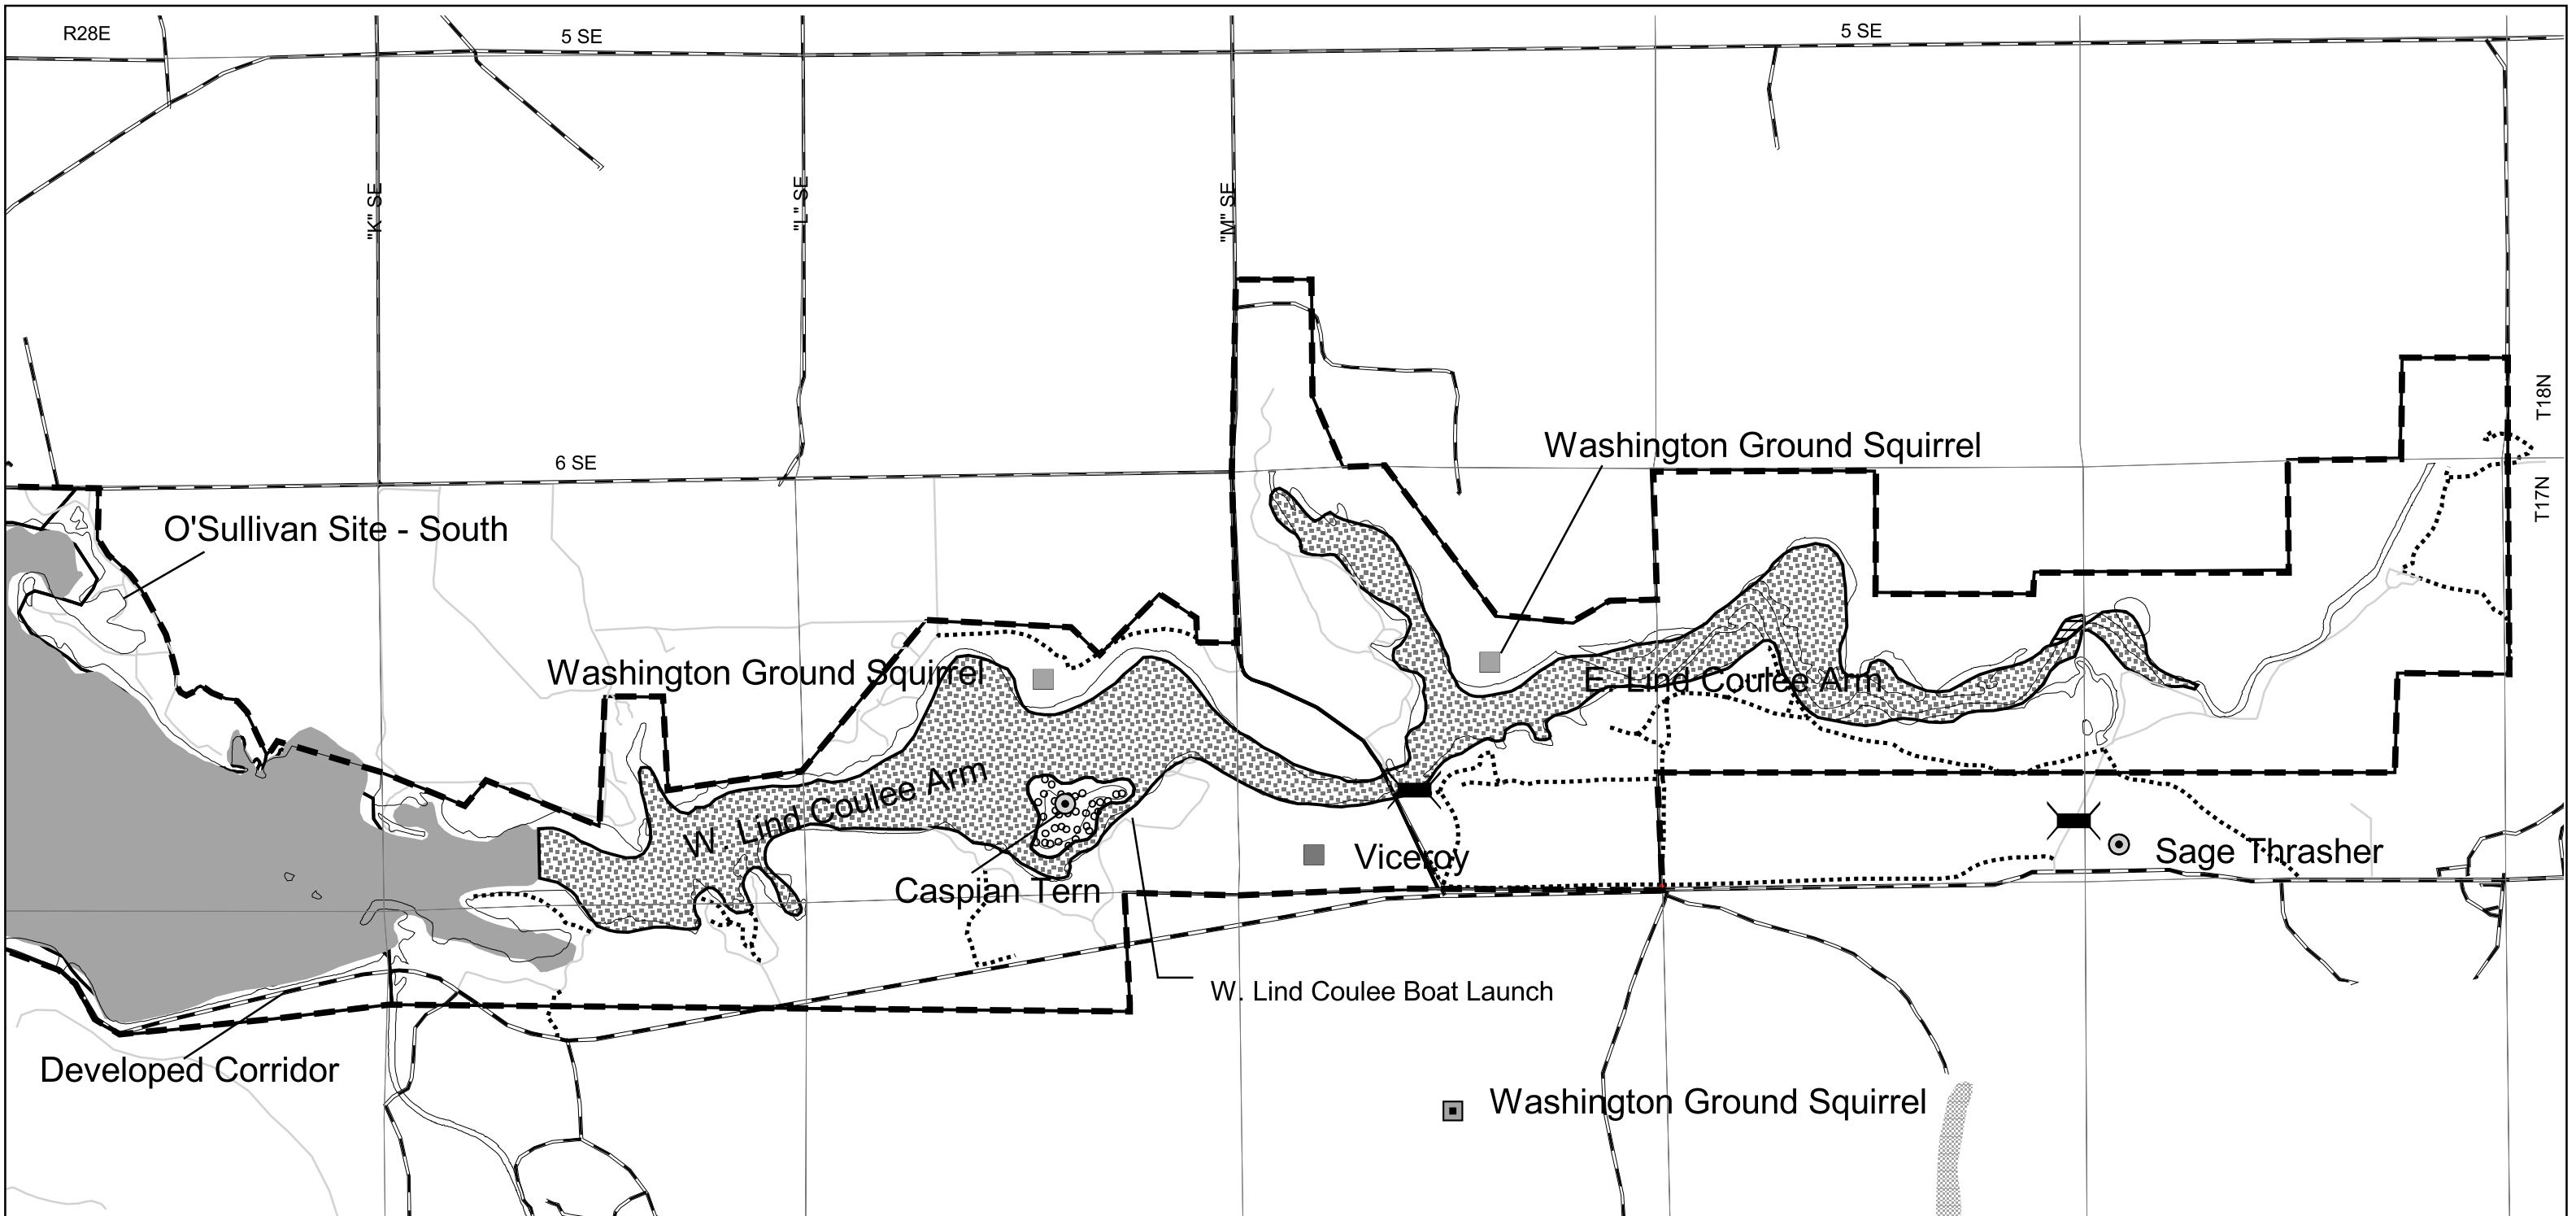 R28E
5 SE
5 SE
"K" SE
"L" SE
"M" SE
T18N
Washington Ground Squirrel
6 SE
T17N
O'Sullivan Site - South
Washington Ground Squirrel
E. Lind Coulee Arm
W. Lind Coulee Arm
Viceroy
Sage Thrasher
Caspian Tern
W. Lind Coulee Boat Launch
Developed Corridor
Washington Ground Squirrel